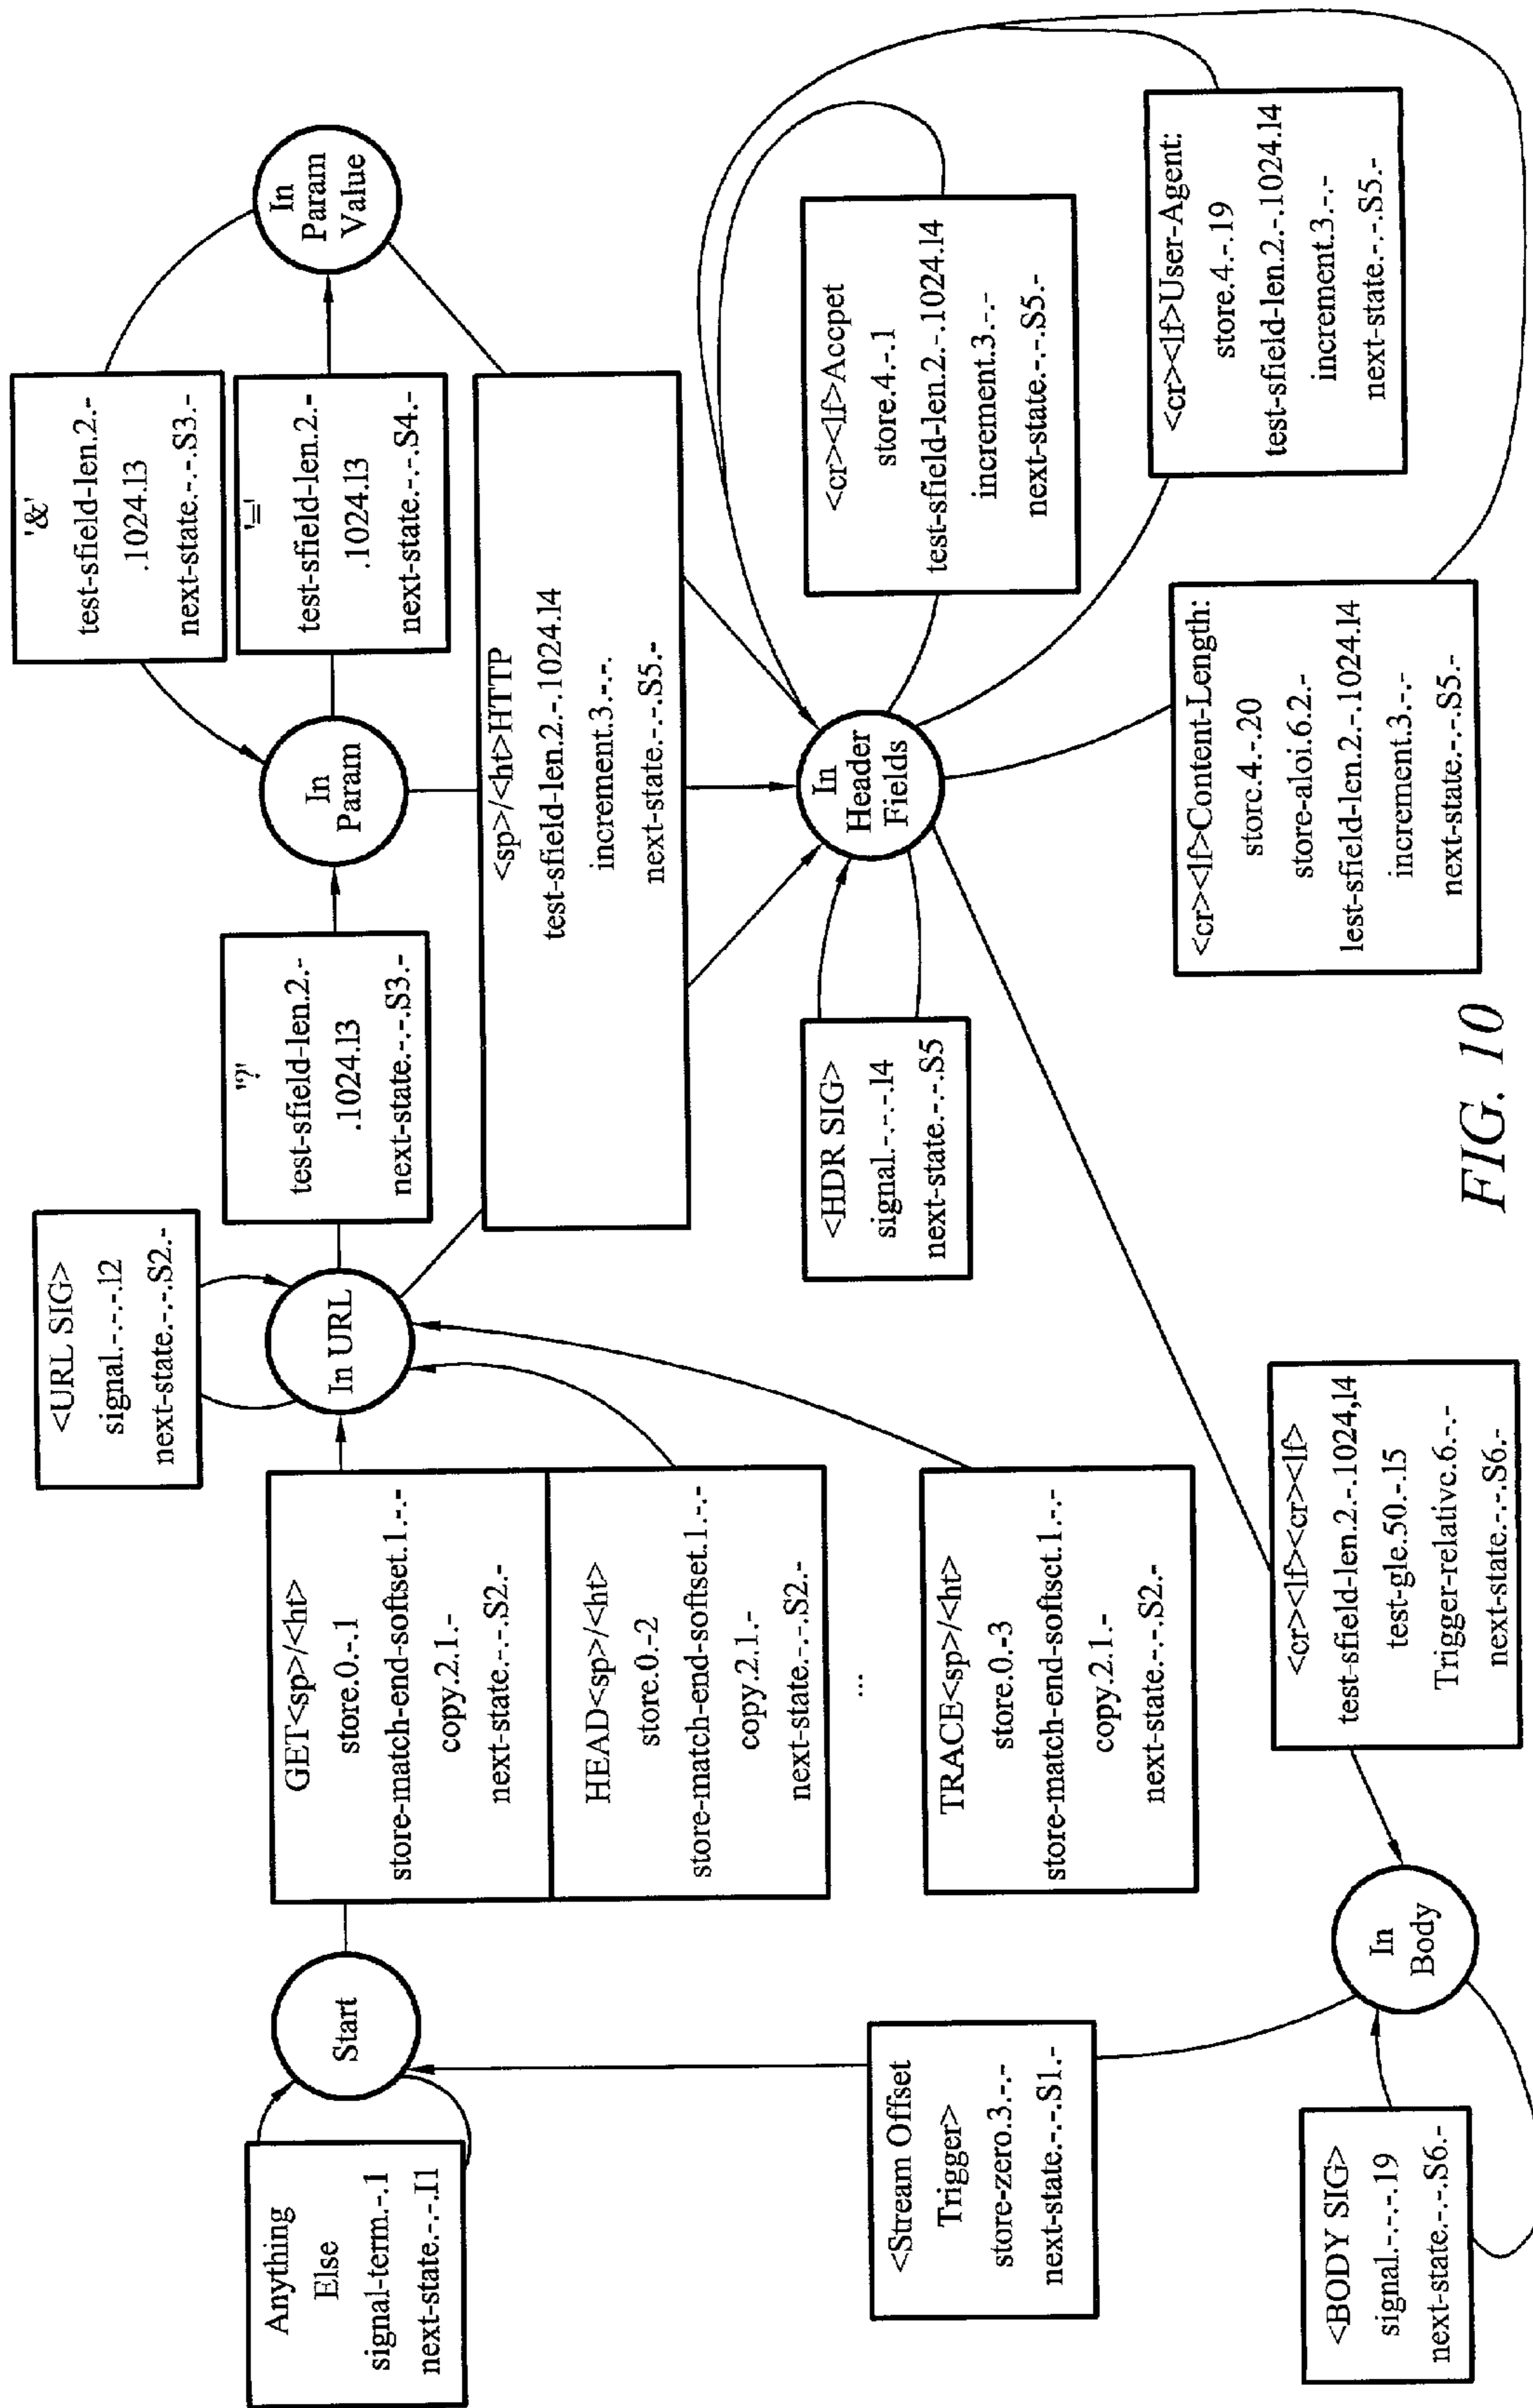 Anything
Else
signal-term.-.1
next-state.-.-.I1
Start
GET<sp>/<ht>
store.0.-.1
store-match-end-softset.1.-.-
copy.2.1.-
next-state.-.-.S2.-
HEAD<sp>/<ht>
store.0.-2
store-match-end-softset.1.-.-
copy.2.1.-
next-state.-.-.S2.-
...
TRACE<sp>/<ht>
store.0.-3
store-match-end-softsct.1.-.-
copy.2.1.-
next-state.-.-.S2.-
<URL SIG>
signal.-.-.-.12
next-state.-.-.S2.-
In URL
'?'
test-sfield-len.2.-
.1024.13
next-state.-.-.S3.-
In
Param
'&'
test-sfield-len.2.-
.1024.13
next-state.-.-.S3.-
'='
test-sfield-len.2.-
.1024.13
next-state.-.-.S4.-
In
Param
Value
<sp>/<ht>HTTP
test-sfield-len.2.-.1024.14
increment.3.-.-.
next-state.-.-.S5.-
<HDR SIG>
signal.-.-.-.14
next-state.-.-.S5
In
Header
Fields
<cr><lf>Accpet
store.4.-.1
test-sfield-len.2.-.1024.14
increment.3.-.-
next-state.-.-.S5.-
<cr><lf>User-Agent:
store.4.-.19
test-sfield-len.2.-.1024.14
increment.3.-.-
next-state.-.-.S5.-
<cr><lf>Content-Length:
storc.4.-.20
store-aloi.6.2.-
lest-sfield-len.2.-.1024.14
increment.3.-.-
next-state.-.-.S5.-
<cr><lf><cr><lf>
test-sfield-len.2.-.1024,14
test-gle.50.-.15
Trigger-relativc.6.-.-
next-state.-.-.S6.-
In
Body
<Stream Offset
Trigger>
store-zero.3.-.-
next-state.-.-.S1.-
<BODY SIG>
signal.-.-.-.19
next-state.-.-.S6.-
FIG. 10